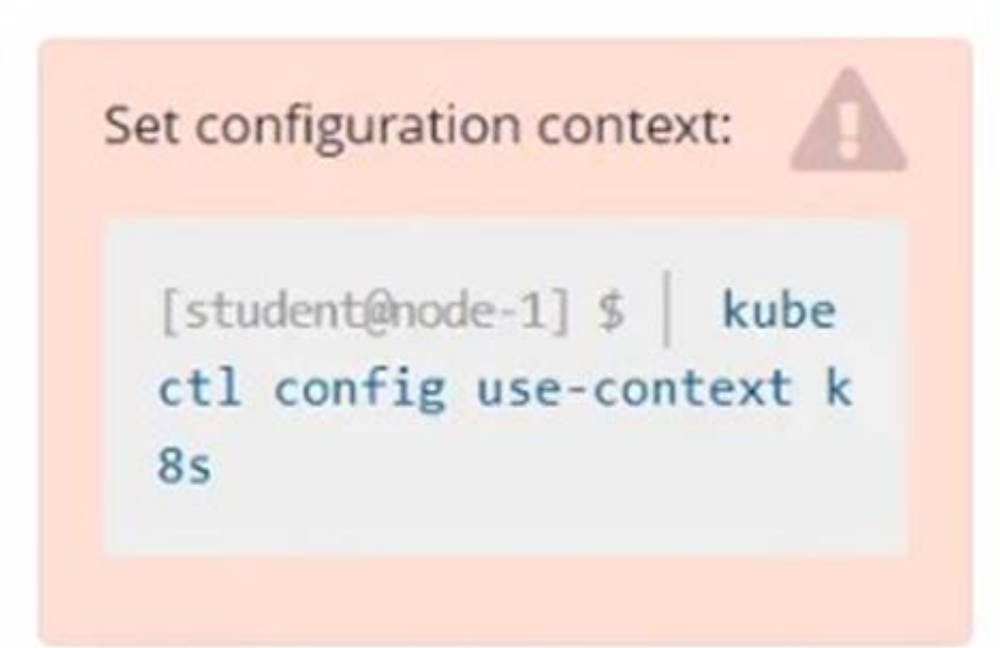 Set configuration context:
[student@node-1] $ | kube
ctl config use-context k
8s